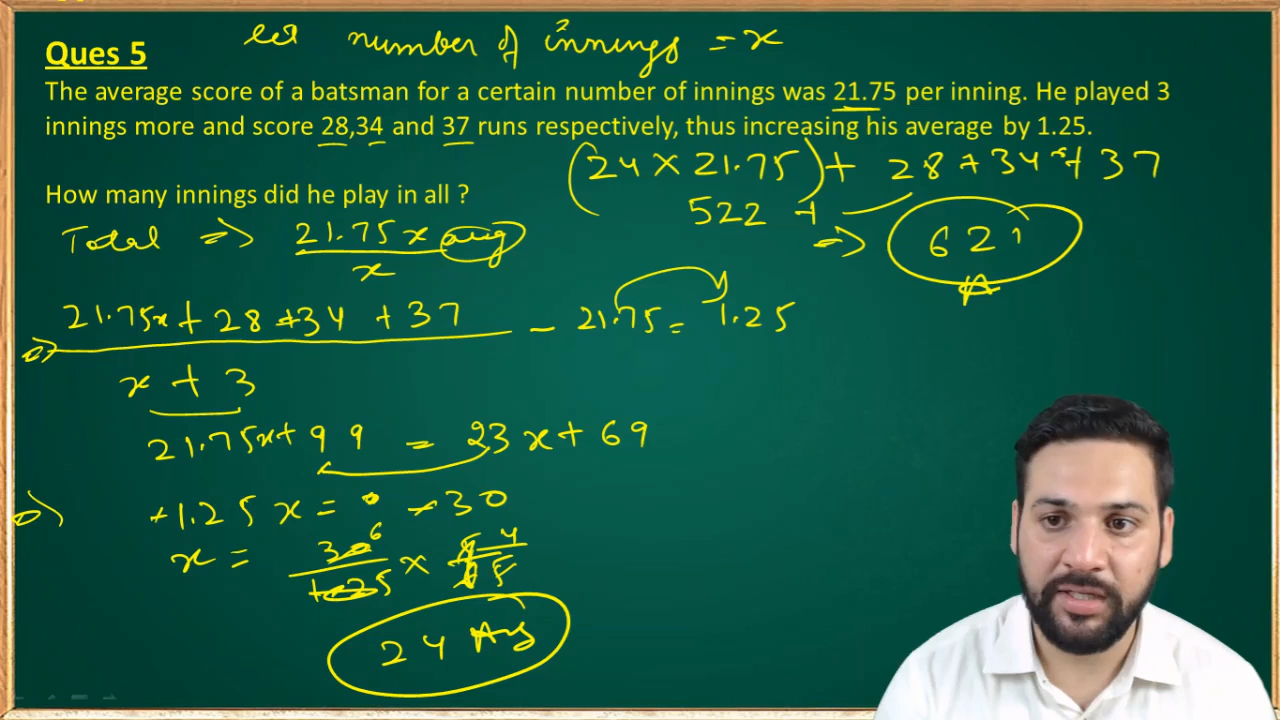 let number of innings = x
Ques 5
The average score of a batsman for a certain number of innings was 21.75 per inning. He played 3
innings more and score 28,34 and 37 runs respectively, thus increasing his average by 1.25.
(24 × 21.75) + 28 + 34 + 37
How many innings did he play in all ?
522 +
Total ⇒ 21.75 x avg
x
⇒ 621
A
21.75x + 28 + 34 + 37 - 21.75 = 1.25
⇒
x + 3
21.75x + 99 = 23x + 69
⇒ +1.25 x = 30
x = 30 6
1.25 × 4
5
24 Ans